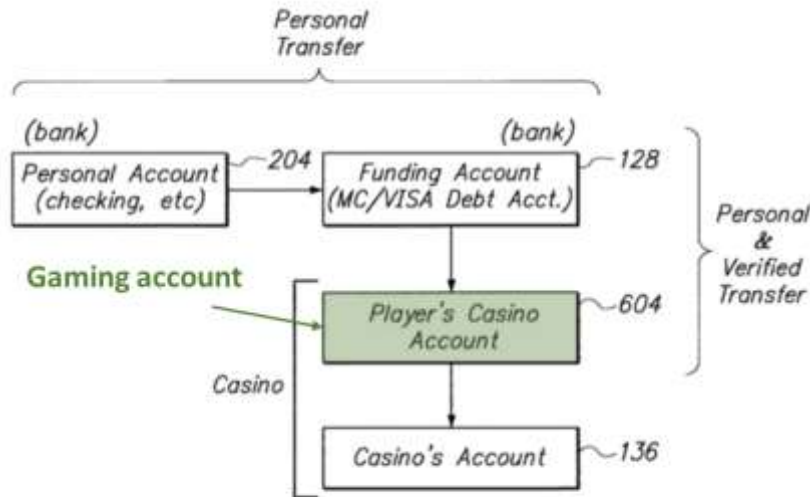 Personal
Transfer
(bank)
(bank)
Personal Account
(checking, etc)
204
Funding Account
(MC/VISA Debt Acct.)
128
Personal
&
Verified
Transfer
Gaming account
Player's Casino
Account
604
Casino
Casino's Account
136